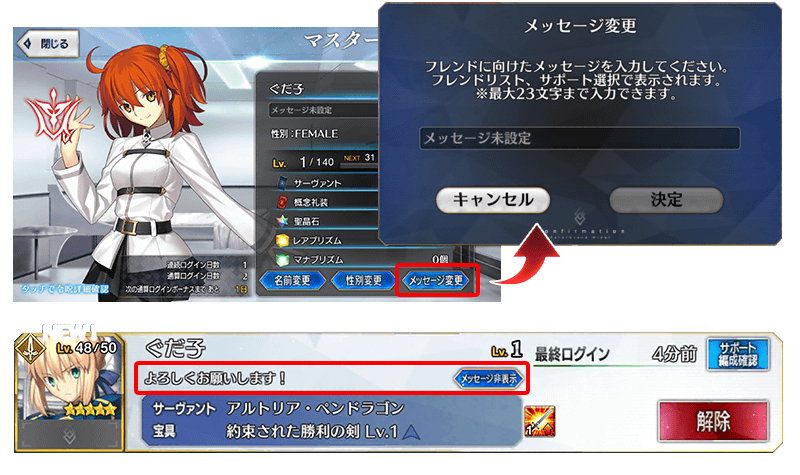 閉じる
マスター
ぐだ子
メッセージ未設定
性別:FEMALE
Lv. 1/140 NEXT 31
サーヴァント
概念礼装
聖晶石
レアプリズム
マナプリズム 0個
連続ログイン日数 1
通算ログイン日数 2
次の通算ログインボーナスまで あと 1日
タッチで令呪詳細確認
名前変更
性別変更
メッセージ変更
メッセージ変更
フレンドに向けたメッセージを入力してください。
フレンドリスト、サポート選択で表示されます。
※最大23文字まで入力できます。
メッセージ未設定
キャンセル
決定
onfirmation
NEW!
Lv. 48/50
ぐだ子
Lv.1
最終ログイン 4分前
サポート
編成確認
よろしくお願いします!
メッセージ非表示
サーヴァント アルトリア・ペンドラゴン
宝具 約束された勝利の剣 Lv.1
1
解除